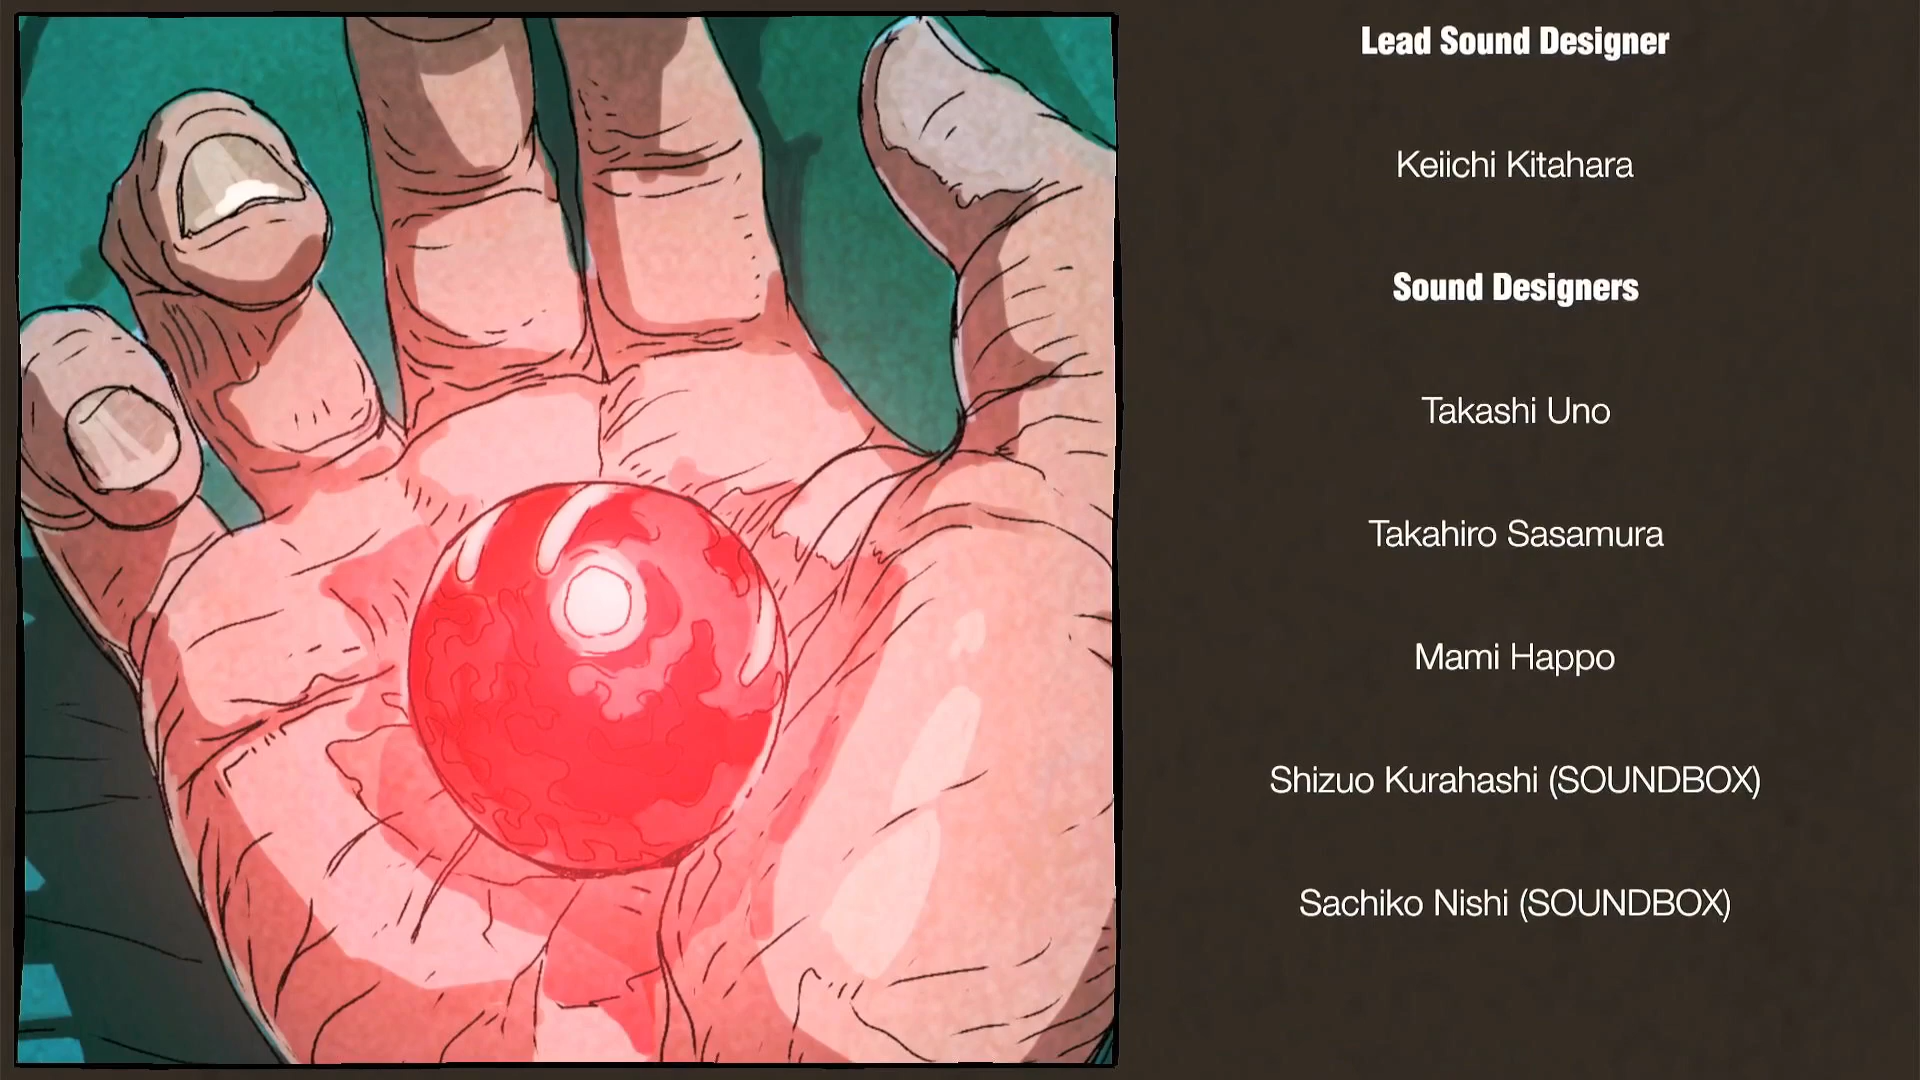 Lead Sound Designer
Keiichi Kitahara
Sound Designers
Takashi Uno
Takahiro Sasamura
Mami Happo
Shizuo Kurahashi (SOUNDBOX)
Sachiko Nishi (SOUNDBOX)